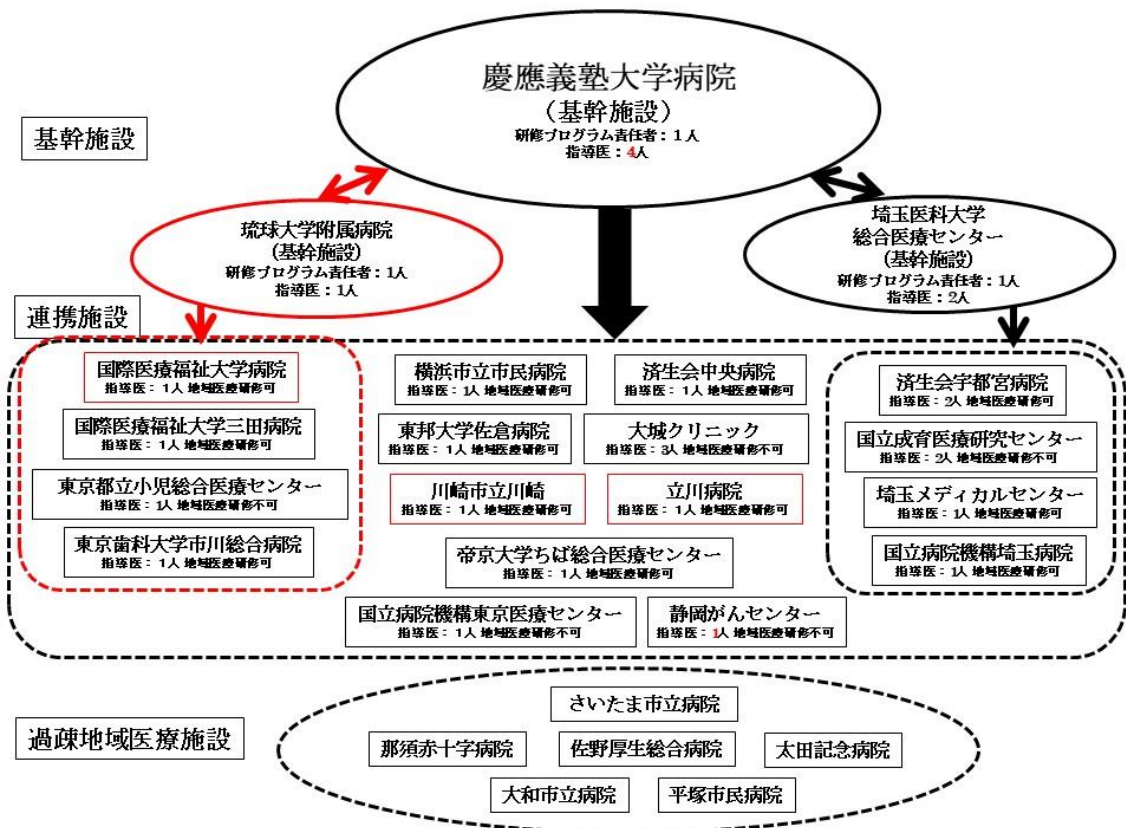 慶應義塾大学病院
(基幹施設)
研修プログラム責任者：1人
指導医：4人
基幹施設
琉球大学附属病院
(基幹施設)
研修プログラム責任者：1人
指導医：1人
埼玉医科大学
総合医療センター
(基幹施設)
研修プログラム責任者：1人
指導医：2人
連携施設
国際医療福祉大学病院
指導医：1人 地域医療研修可
国際医療福祉大学三田病院
指導医：1人 地域医療研修可
東京都立小児総合医療センター
指導医：1人 地域医療研修不可
東京歯科大学市川総合病院
指導医：1人 地域医療研修可
横浜市立市民病院
指導医：1人 地域医療研修可
済生会中央病院
指導医：1人 地域医療研修可
東邦大学佐倉病院
指導医：1人 地域医療研修可
大城クリニック
指導医：3人 地域医療研修不可
川崎市立川崎
指導医：1人 地域医療研修可
立川病院
指導医：1人 地域医療研修可
帝京大学ちば総合医療センター
指導医：1人 地域医療研修可
国立病院機構東京医療センター
指導医：1人 地域医療研修不可
静岡がんセンター
指導医：1人 地域医療研修不可
済生会宇都宮病院
指導医：2人 地域医療研修可
国立成育医療研究センター
指導医：2人 地域医療研修不可
埼玉メディカルセンター
指導医：1人 地域医療研修可
国立病院機構埼玉病院
指導医：1人 地域医療研修可
過疎地域医療施設
さいたま市立病院
那須赤十字病院
佐野厚生総合病院
太田記念病院
大和市立病院
平塚市民病院